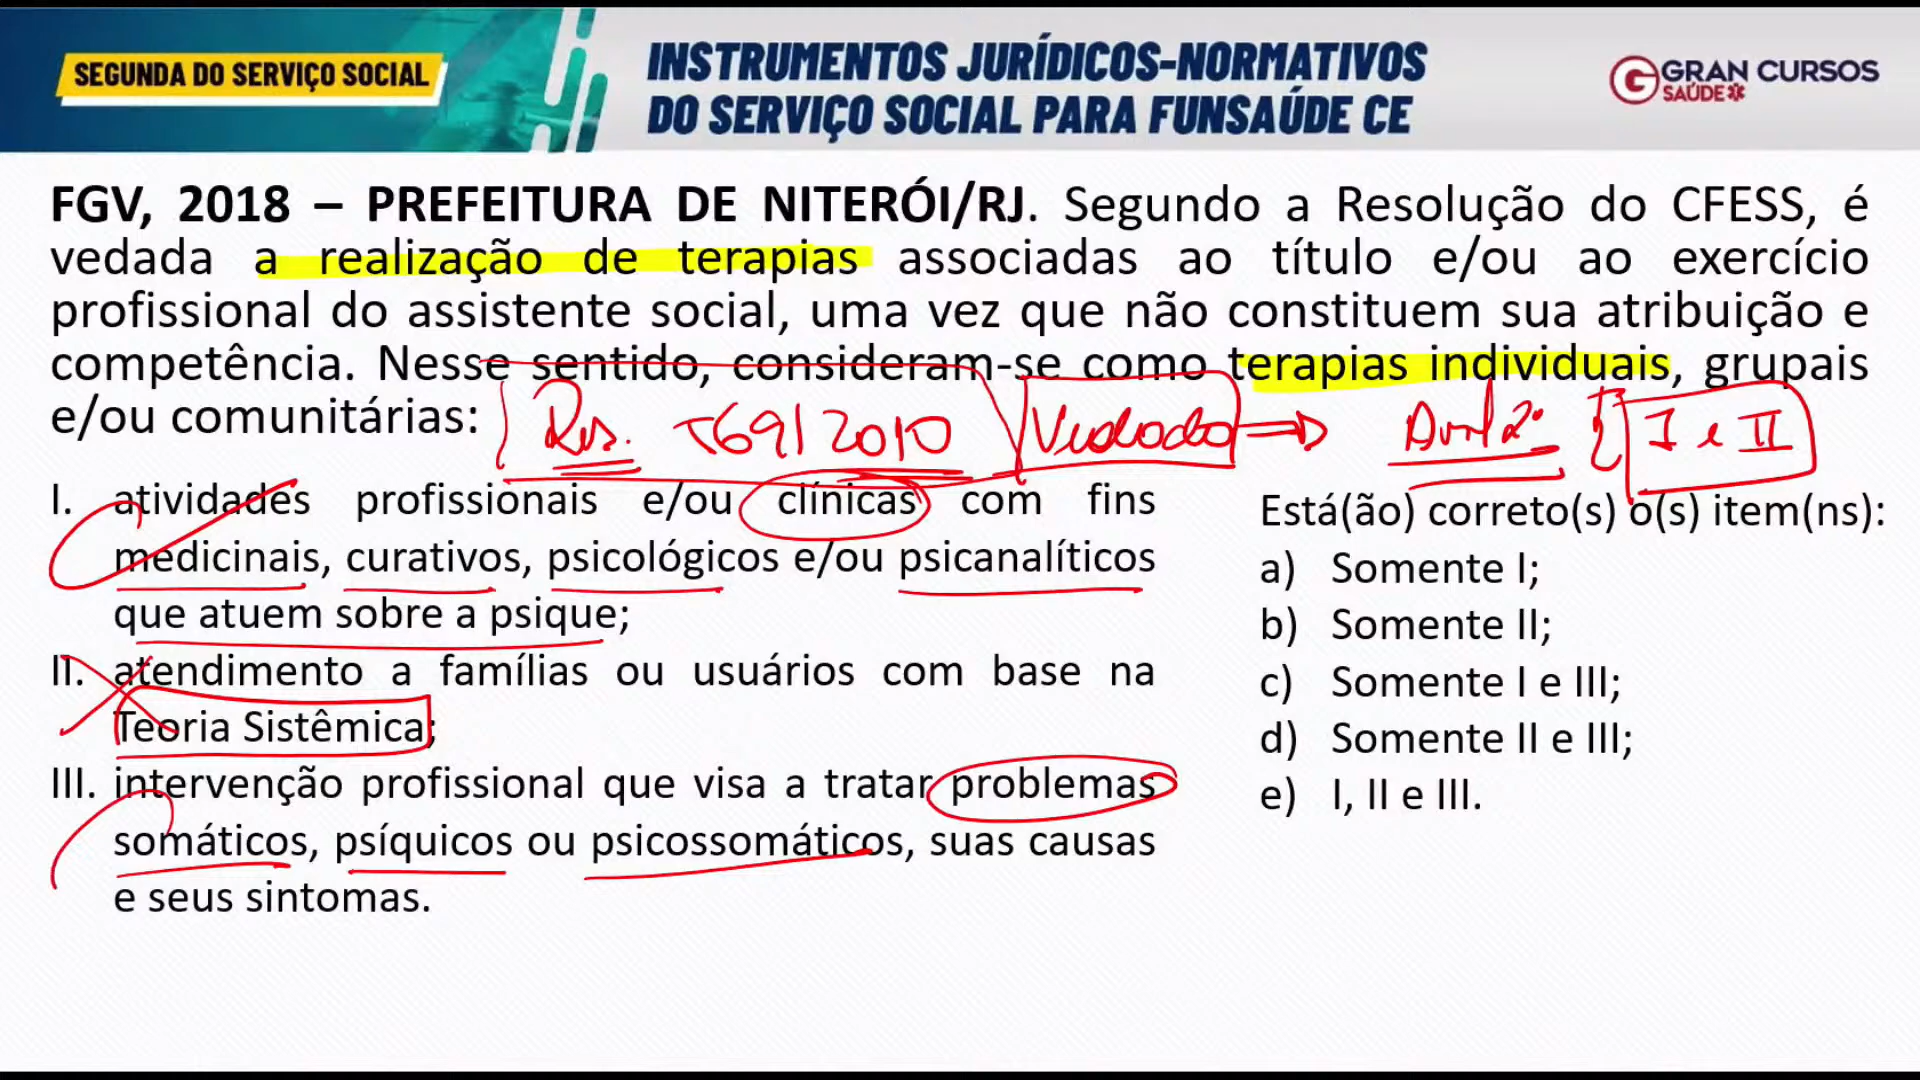 SEGUNDA DO SERVIÇO SOCIAL
INSTRUMENTOS JURÍDICOS-NORMATIVOS
DO SERVIÇO SOCIAL PARA FUNSAÚDE CE
GRAN CURSOS
SAÚDE
FGV, 2018 – PREFEITURA DE NITERÓI/RJ. Segundo a Resolução do CFESS, é
vedada a realização de terapias associadas ao título e/ou ao exercício
profissional do assistente social, uma vez que não constituem sua atribuição e
competência. Nesse sentido, consideram-se como terapias individuais, grupais
e/ou comunitárias:
Res. 569/2010 Vedado Art 2º I e II
I. atividades profissionais e/ou clínicas com fins
medicinais, curativos, psicológicos e/ou psicanalíticos
que atuem sobre a psique;
II. atendimento a famílias ou usuários com base na
Teoria Sistêmica;
III. intervenção profissional que visa a tratar problemas
somáticos, psíquicos ou psicossomáticos, suas causas
e seus sintomas.
Está(ão) correto(s) o(s) item(ns):
a) Somente I;
b) Somente II;
c) Somente I e III;
d) Somente II e III;
e) I, II e III.